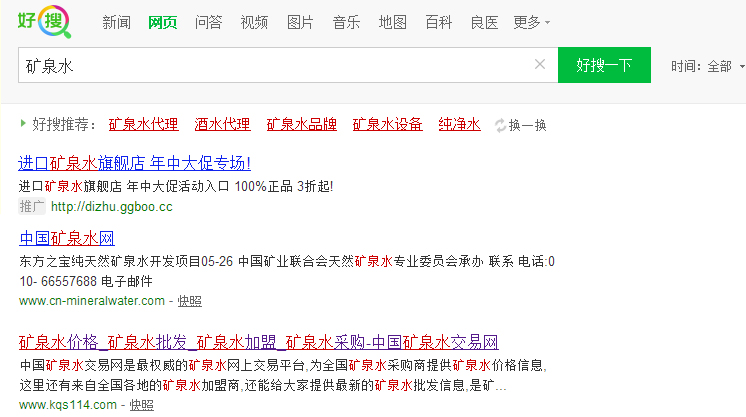 好搜 新闻 网页 问答 视频 图片 音乐 地图 百科 良医 更多
矿泉水 × 好搜一下 时间: 全部
好搜推荐: 矿泉水代理 酒水代理 矿泉水品牌 矿泉水设备 纯净水 换一换
进口矿泉水旗舰店 年中大促专场!
进口矿泉水旗舰店 年中大促活动入口 100%正品 3折起!
推广 http://dizhu.ggboo.cc
中国矿泉水网
东方之宝纯天然矿泉水开发项目05-26 中国矿业联合会天然矿泉水专业委员会承办 联系 电话:0
10- 66557688 电子邮件
www.cn-mineralwater.com - 快照
矿泉水价格_矿泉水批发_矿泉水加盟_矿泉水采购-中国矿泉水交易网
中国矿泉水交易网是最权威的矿泉水网上交易平台,为全国矿泉水采购商提供矿泉水价格信息,
这里还有来自全国各地的矿泉水加盟商,还能给大家提供最新的矿泉水批发信息,是矿...
www.kqs114.com - 快照